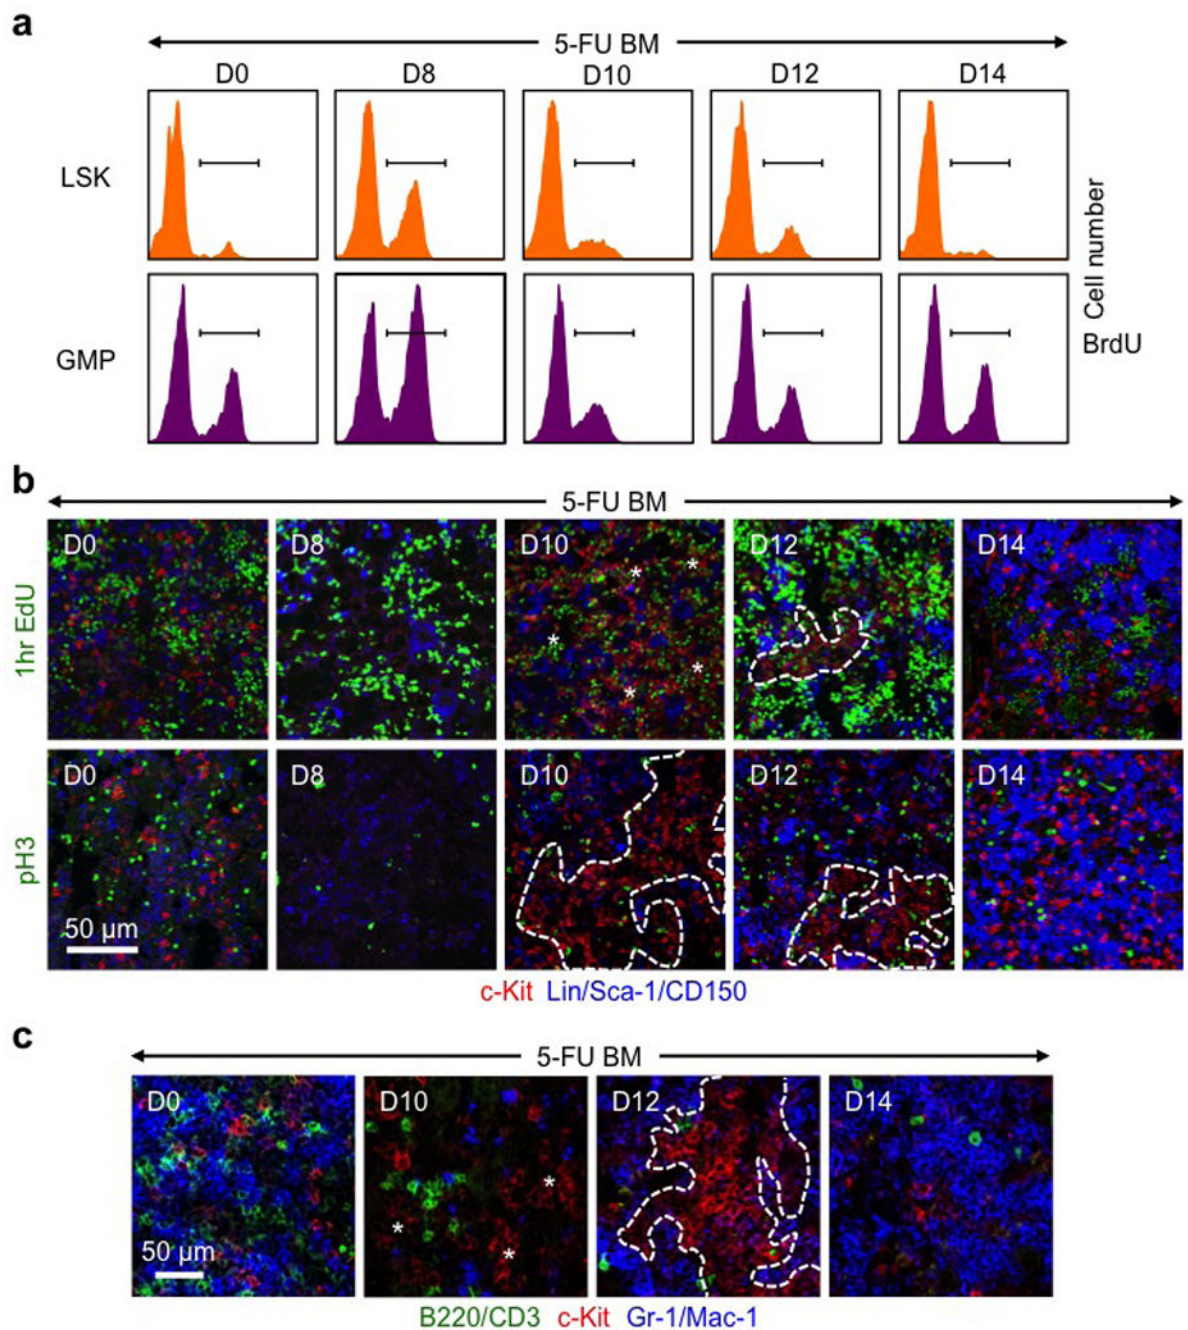 a
5-FU BM
D0 D8 D10 D12 D14
LSK
GMP
Cell number
BrdU
b
5-FU BM
1hr EdU
D0 D8 D10 D12 D14
* * * * *
pH3
D0 D8 D10 D12 D14
50 μm
c-Kit Lin/Sca-1/CD150
c
5-FU BM
D0 D10 D12 D14
* * *
50 μm
B220/CD3 c-Kit Gr-1/Mac-1